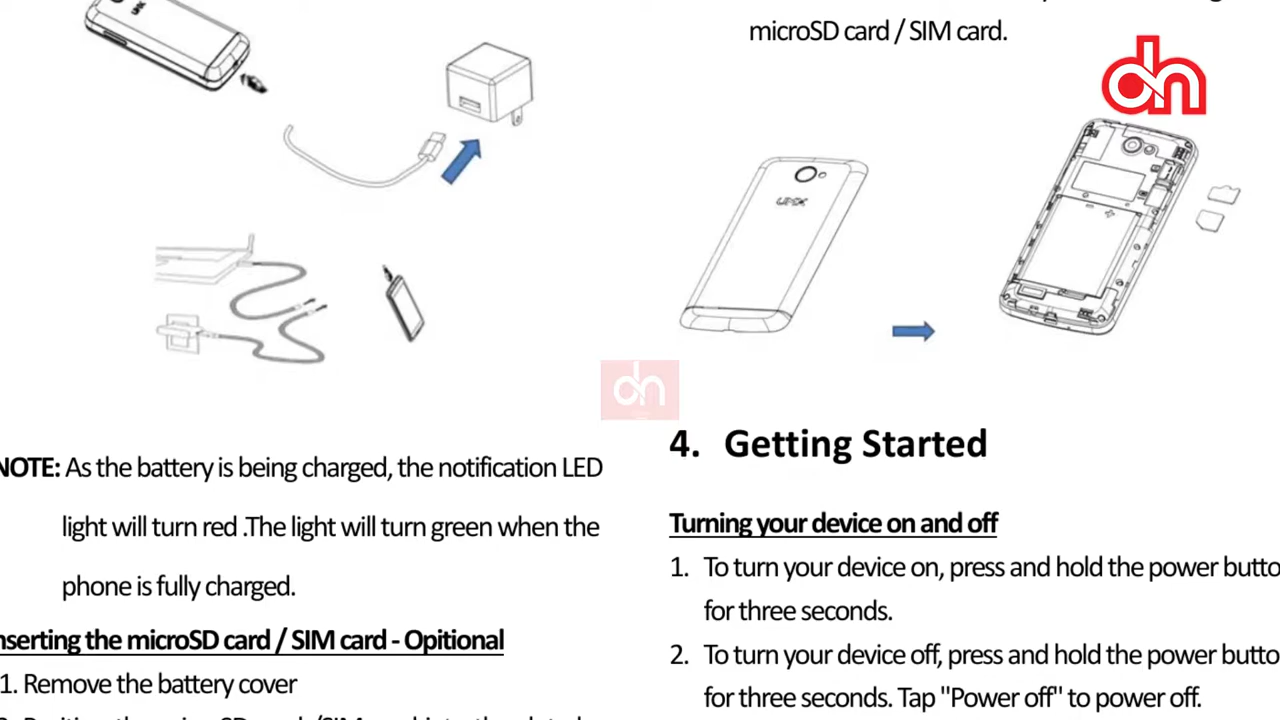 microSD card / SIM card.
dn
UMX
dn
NOTE: As the battery is being charged, the notification LED
light will turn red .The light will turn green when the
phone is fully charged.
nserting the microSD card / SIM card - Opitional
1. Remove the battery cover
4. Getting Started
Turning your device on and off
1. To turn your device on, press and hold the power butto
for three seconds.
2. To turn your device off, press and hold the power butto
for three seconds. Tap "Power off" to power off.